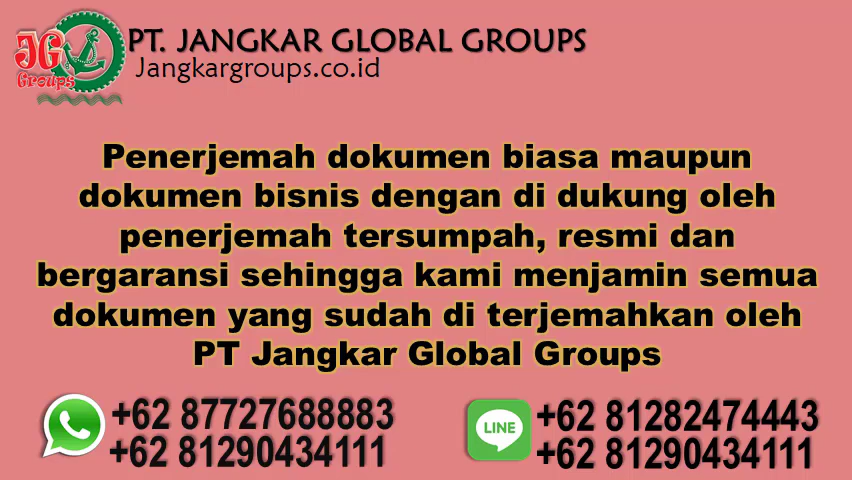 JG
Groups
PT. JANGKAR GLOBAL GROUPS
Jangkargroups.co.id
Penerjemah dokumen biasa maupun
dokumen bisnis dengan di dukung oleh
penerjemah tersumpah, resmi dan
bergaransi sehingga kami menjamin semua
dokumen yang sudah di terjemahkan oleh
PT Jangkar Global Groups
+62 87727688883
+62 81290434111
LINE
+62 81282474443
+62 81290434111